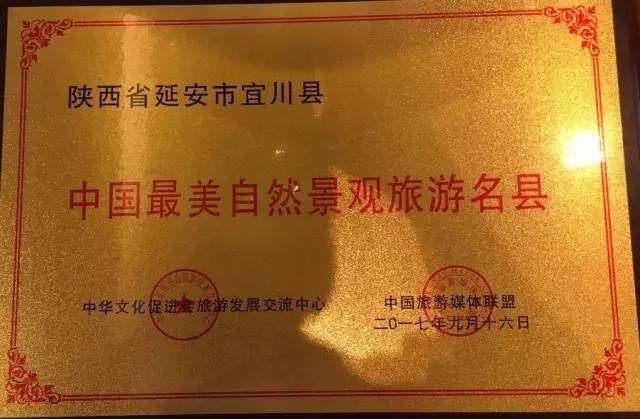 陕西省延安市宜川县
中国最美自然景观旅游名县
中华文化促进会旅游发展交流中心
中国旅游媒体联盟
二〇一七年九月十六日